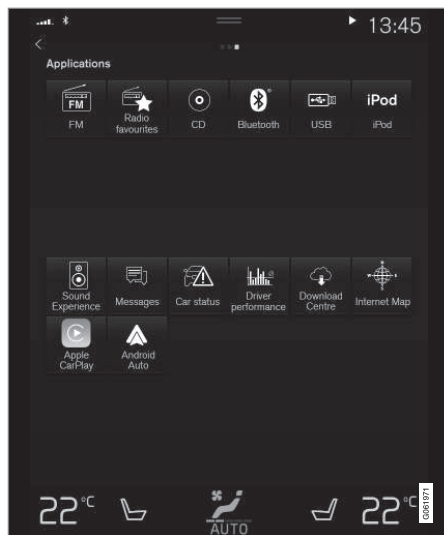 13:45
Applications
FM
FM
Radio
favourites
CD
Bluetooth
USB
iPod
iPod
Sound
Experience
Messages
Car status
Driver
performance
Download
Centre
Internet Map
Apple
CarPlay
Android
Auto
22°C
AUTO
22°C
G061971